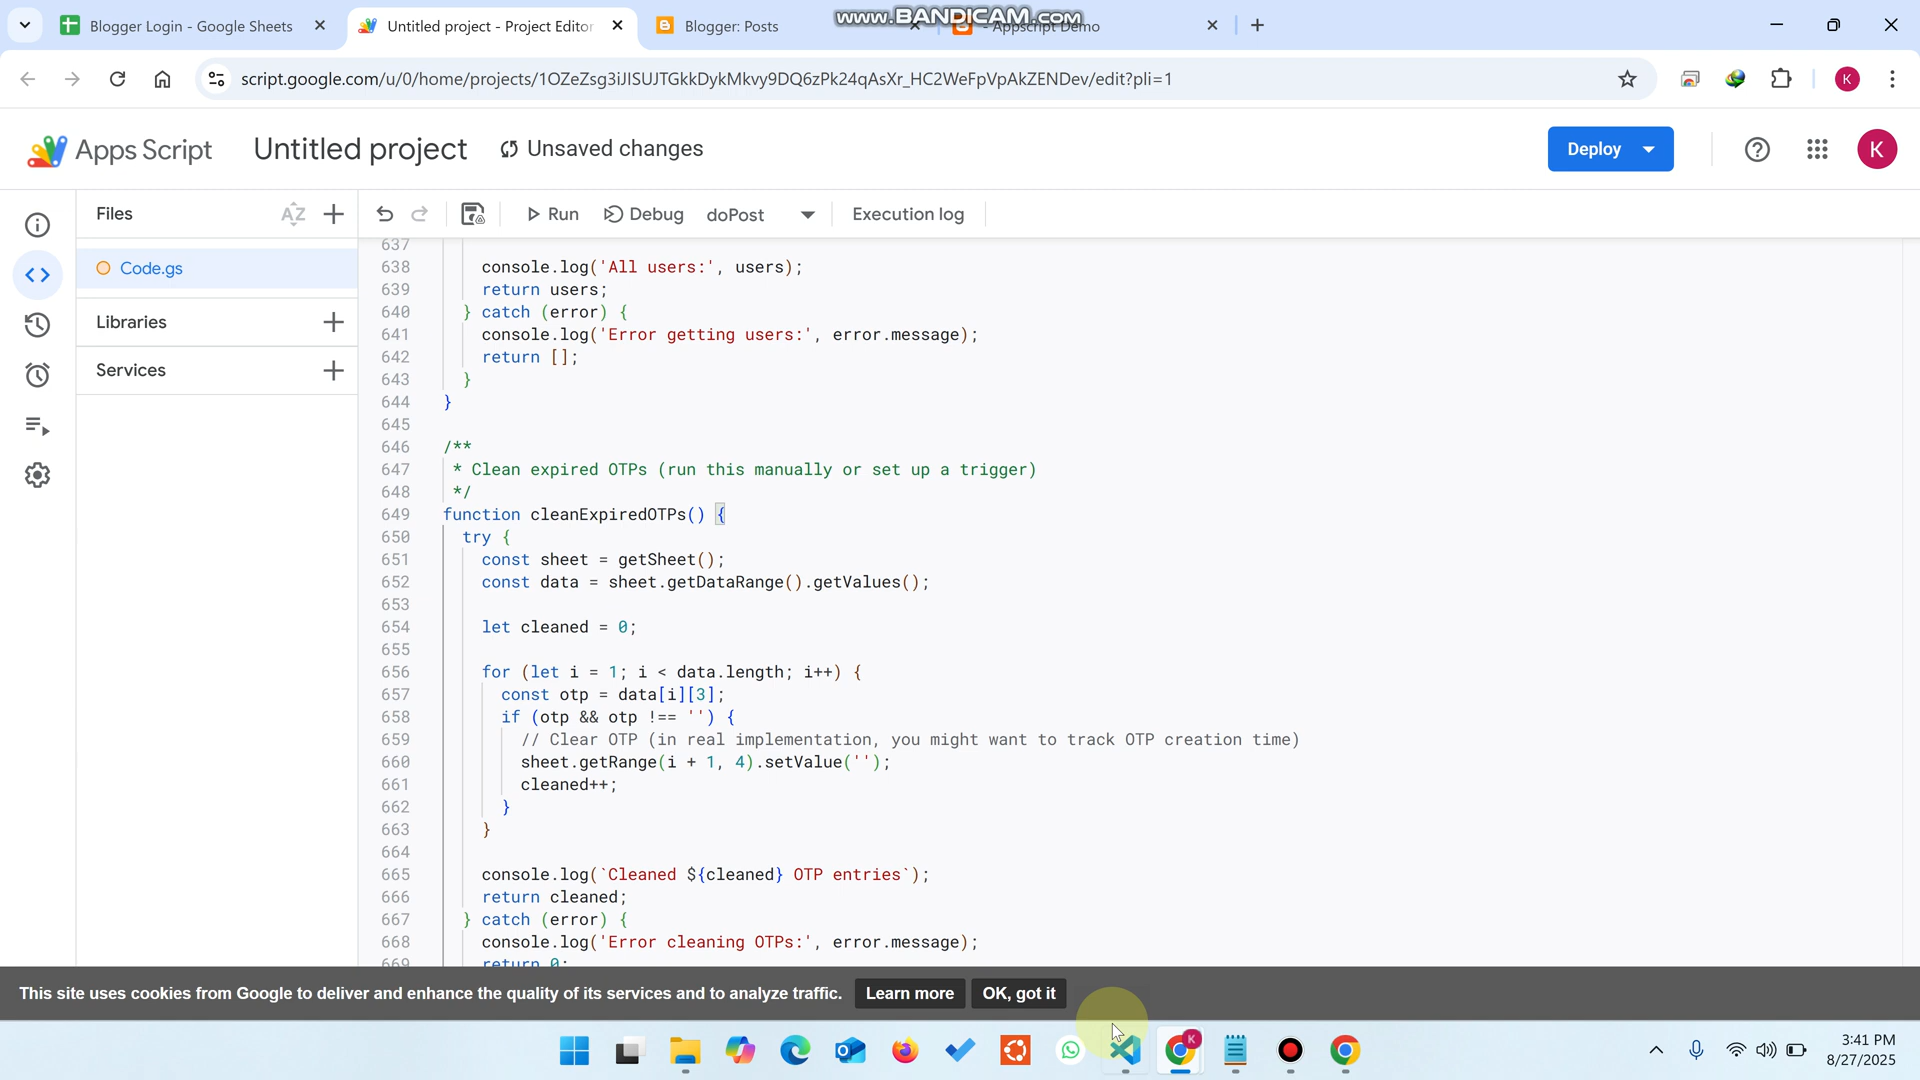 Blogger Login - Google Sheets
Untitled project - Project Editor
Blogger: Posts
www.BANDICAM.com
- Appscript Demo
script.google.com/u/0/home/projects/1OZeZsg3iJISUJTGkkDykMkvy9DQ6zPk24qAsXr_HC2WeFpVpAkZENDev/edit?pli=1
K
Apps Script
Untitled project
Unsaved changes
Deploy
K
Files
AZ
Run
Debug
doPost
Execution log
Code.gs
Libraries
Services
637
638 console.log('All users:', users);
639 return users;
640 } catch (error) {
641 console.log('Error getting users:', error.message);
642 return [];
643 }
644 }
645
646 /**
647 * Clean expired OTPs (run this manually or set up a trigger)
648 */
649 function cleanExpiredOTPs() {
650 try {
651 const sheet = getSheet();
652 const data = sheet.getDataRange().getValues();
653
654 let cleaned = 0;
655
656 for (let i = 1; i < data.length; i++) {
657 const otp = data[i][3];
658 if (otp && otp !== '') {
659 // Clear OTP (in real implementation, you might want to track OTP creation time)
660 sheet.getRange(i + 1, 4).setValue('');
661 cleaned++;
662 }
663 }
664
665 console.log(`Cleaned ${cleaned} OTP entries`);
666 return cleaned;
667 } catch (error) {
668 console.log('Error cleaning OTPs:', error.message);
669 return 0;
This site uses cookies from Google to deliver and enhance the quality of its services and to analyze traffic.
Learn more
OK, got it
K
3:41 PM
8/27/2025